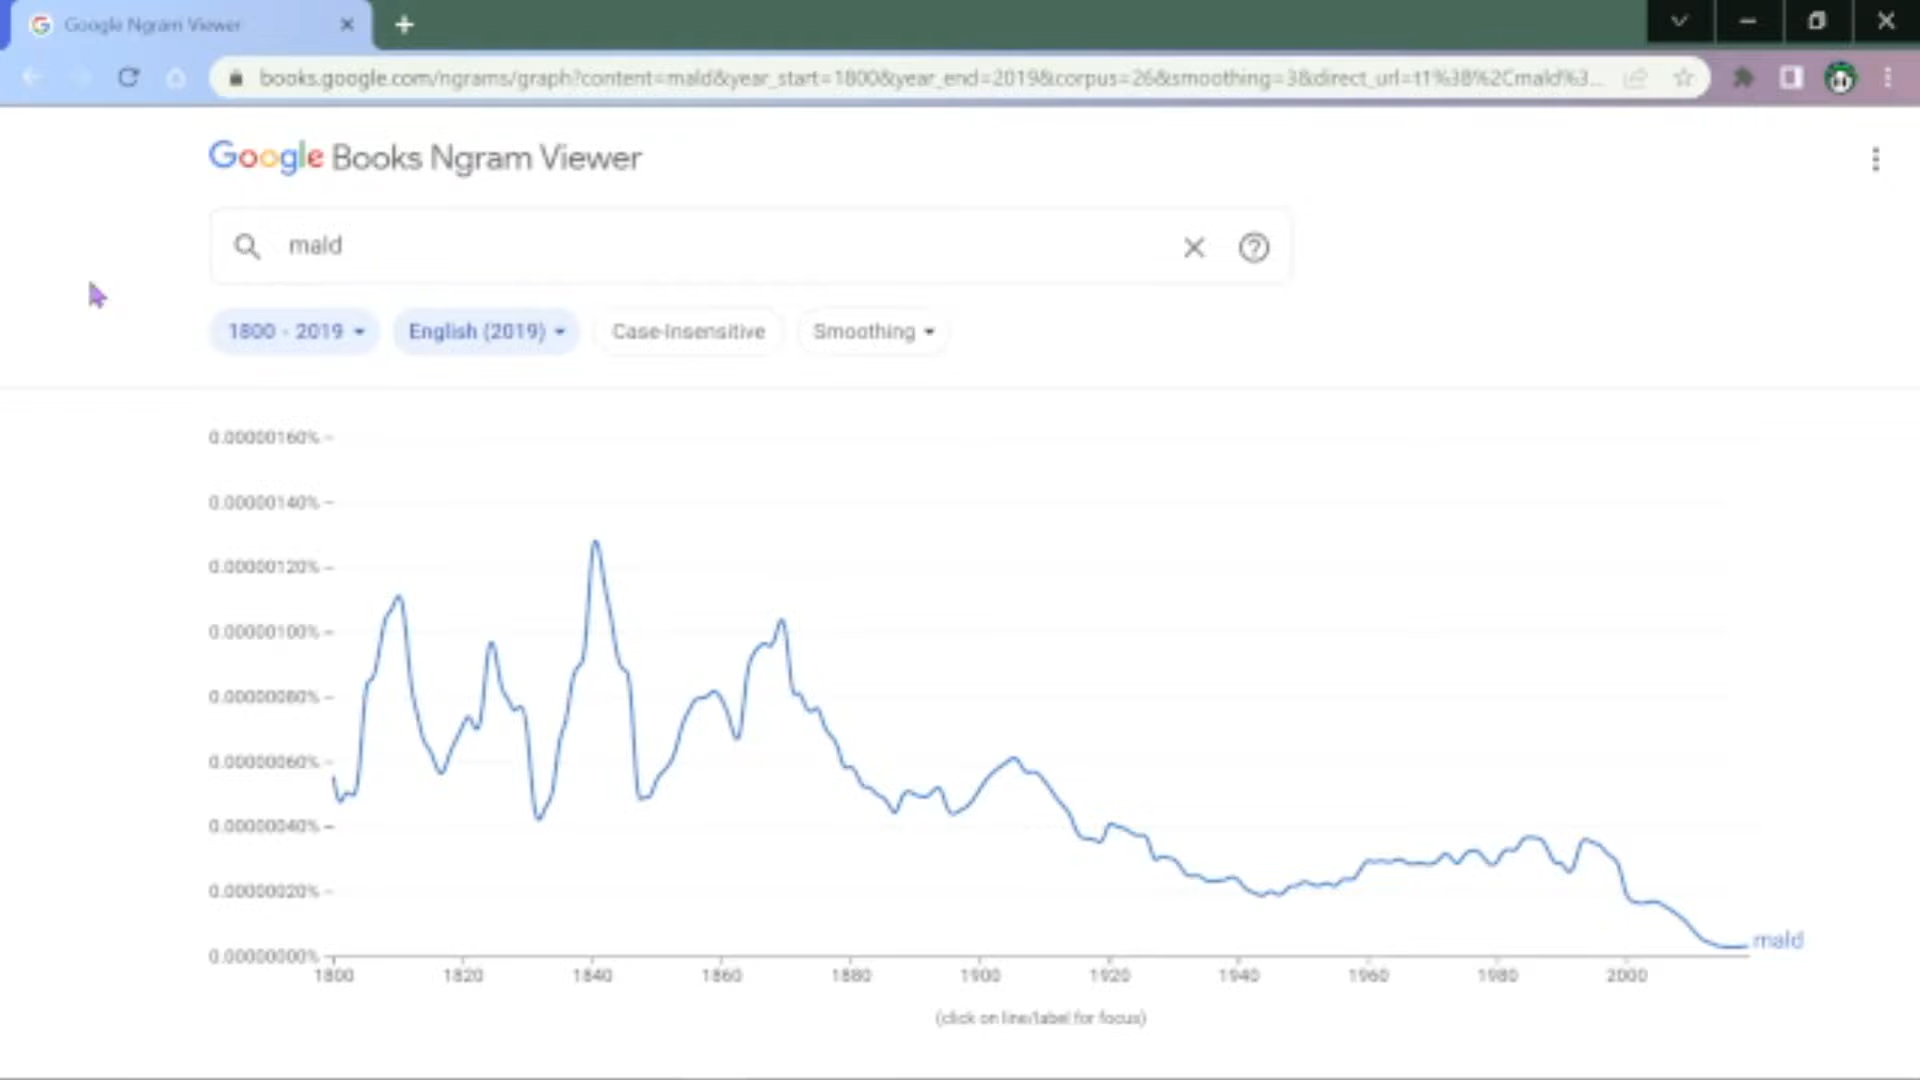 Google Ngram Viewer
books.google.com/ngrams/graph?content=mald&year_start=1800&year_end=2019&corpus=26&smoothing=3&direct_url=t1%3B%2Cmald%3...
Google Books Ngram Viewer
mald
1800 - 2019 English (2019) Case-Insensitive Smoothing
0.00000160%
0.00000140%
0.00000120%
0.00000100%
0.00000080%
0.00000060%
0.00000040%
0.00000020%
mald
0.00000000%
1800 1820 1840 1860 1880 1900 1920 1940 1960 1980 2000
(click on line/label for focus)